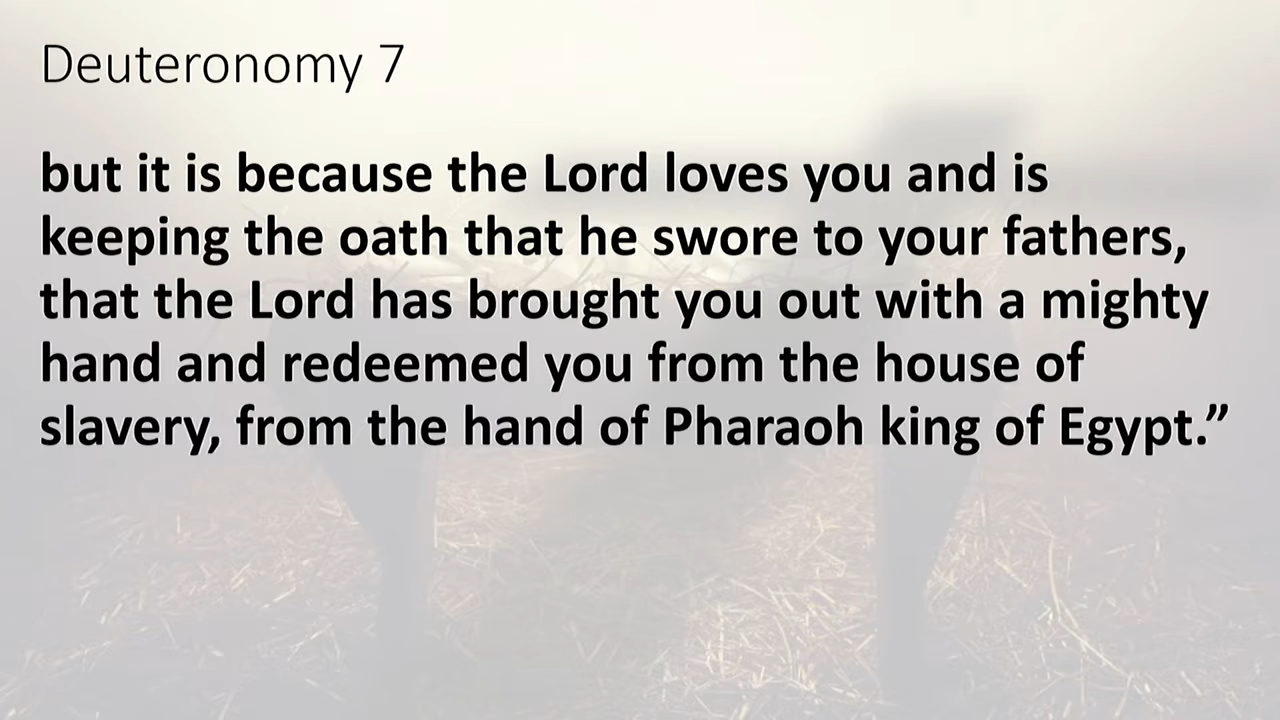 Deuteronomy 7
but it is because the Lord loves you and is
keeping the oath that he swore to your fathers,
that the Lord has brought you out with a mighty
hand and redeemed you from the house of
slavery, from the hand of Pharaoh king of Egypt.”